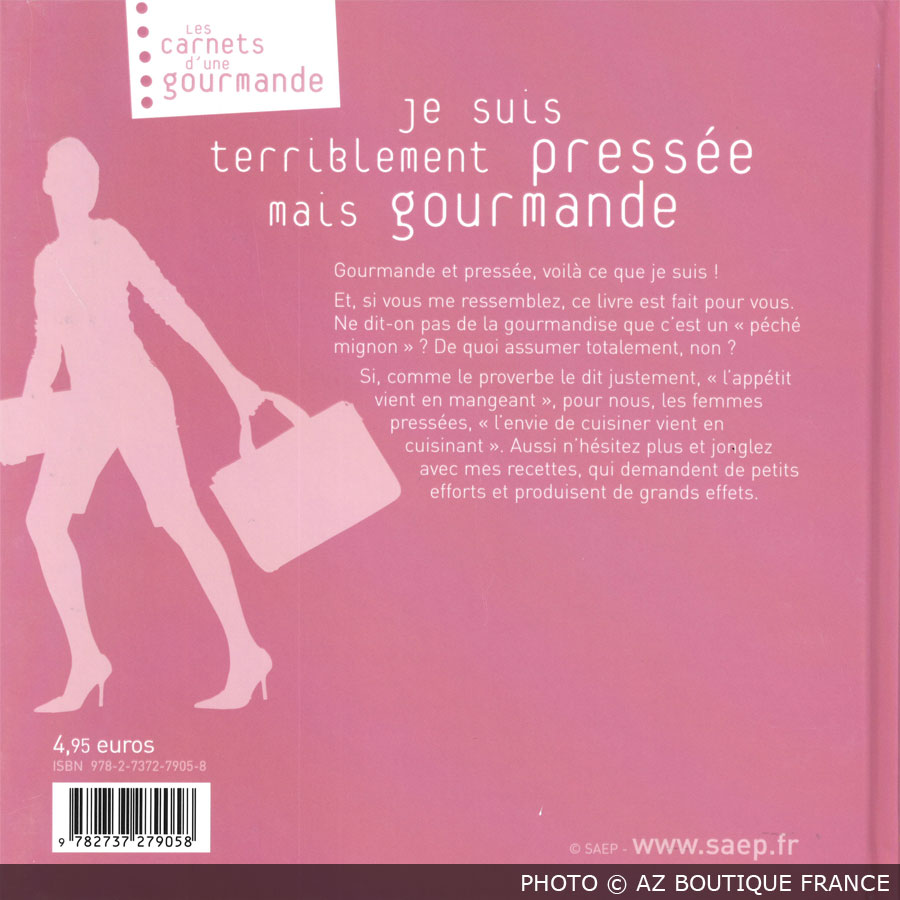 Les
carnets
d'une
gourmande
je suis
terriblement pressée
mais gourmande
Gourmande et pressée, voilà ce que je suis !
Et, si vous me ressemblez, ce livre est fait pour vous.
Ne dit-on pas de la gourmandise que c'est un « péché
mignon » ? De quoi assumer totalement, non ?
Si, comme le proverbe le dit justement, « l'appétit
vient en mangeant », pour nous, les femmes
pressées, « l'envie de cuisiner vient en
cuisinant ». Aussi n'hésitez plus et jonglez
avec mes recettes, qui demandent de petits
efforts et produisent de grands effets.
4,95 euros
ISBN 978-2-7372-7905-8
9 782737 279058
© SAEP - www.saep.fr
PHOTO © AZ BOUTIQUE FRANCE